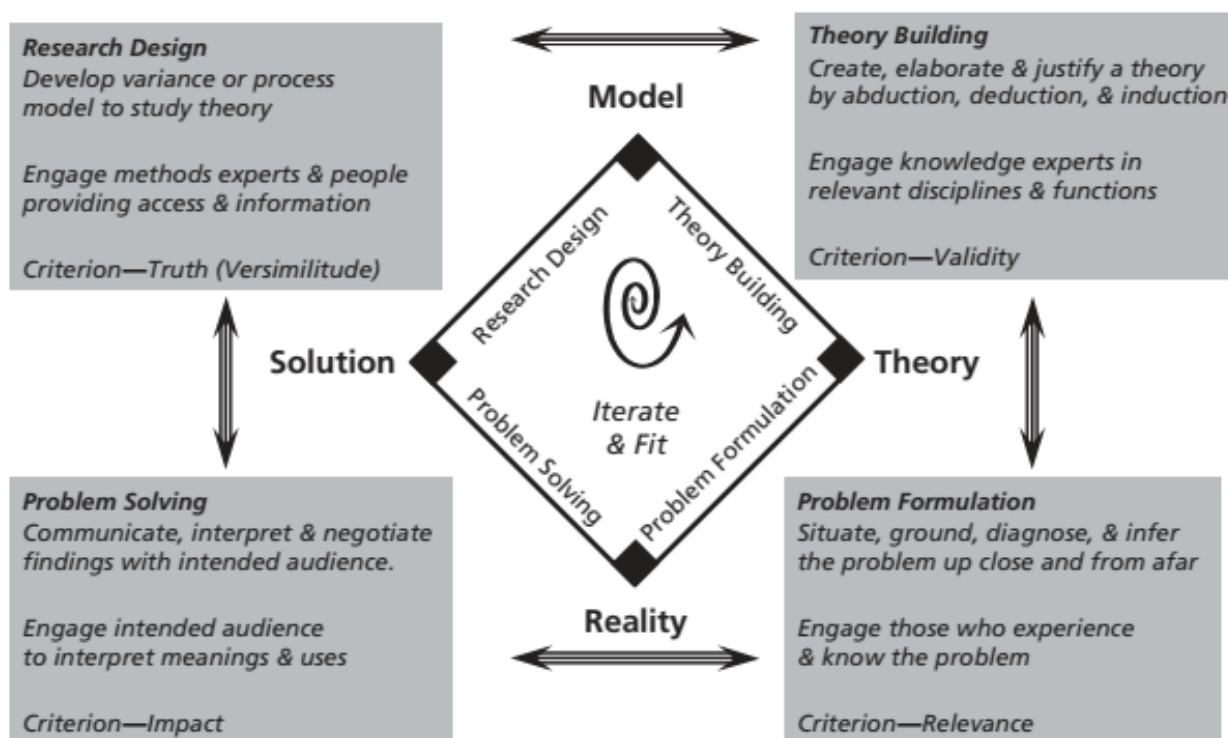 Research Design
Develop variance or process
model to study theory
Engage methods experts & people
providing access & information
Criterion—Truth (Versimilitude)
Theory Building
Create, elaborate & justify a theory
by abduction, deduction, & induction
Engage knowledge experts in
relevant disciplines & functions
Criterion—Validity
Model
Research Design
Theory Building
Solution
Theory
Iterate
& Fit
Problem Solving
Problem Formulation
Reality
Problem Solving
Communicate, interpret & negotiate
findings with intended audience.
Engage intended audience
to interpret meanings & uses
Criterion—Impact
Problem Formulation
Situate, ground, diagnose, & infer
the problem up close and from afar
Engage those who experience
& know the problem
Criterion—Relevance